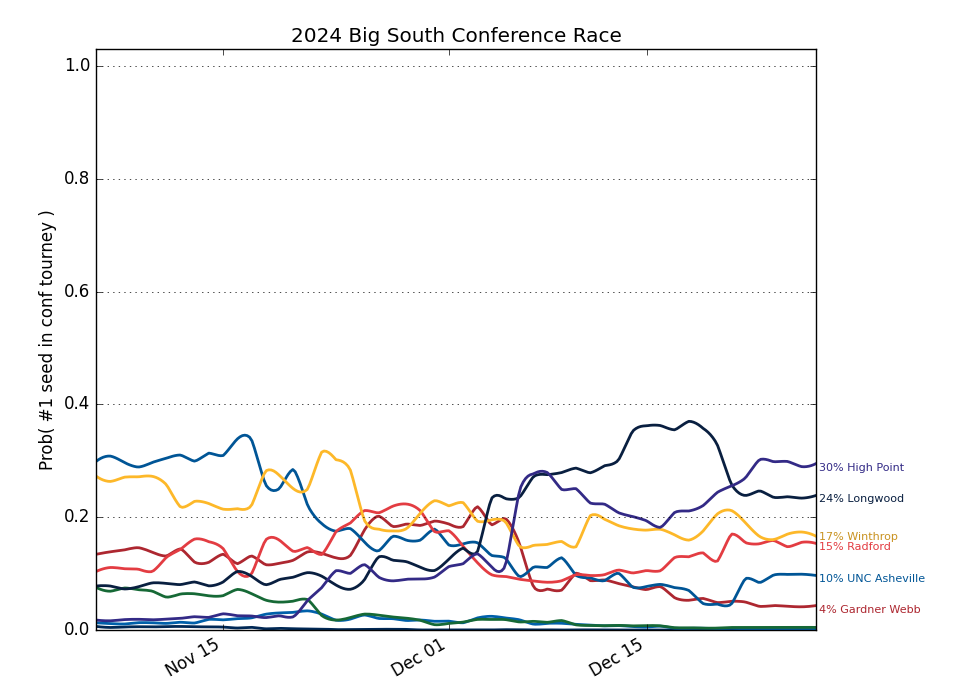 2024 Big South Conference Race
Prob( #1 seed in conf tourney )
1.0
0.8
0.6
0.4
0.2
0.0
Nov 15
Dec 01
Dec 15
30% High Point
24% Longwood
17% Winthrop
15% Radford
10% UNC Asheville
4% Gardner Webb